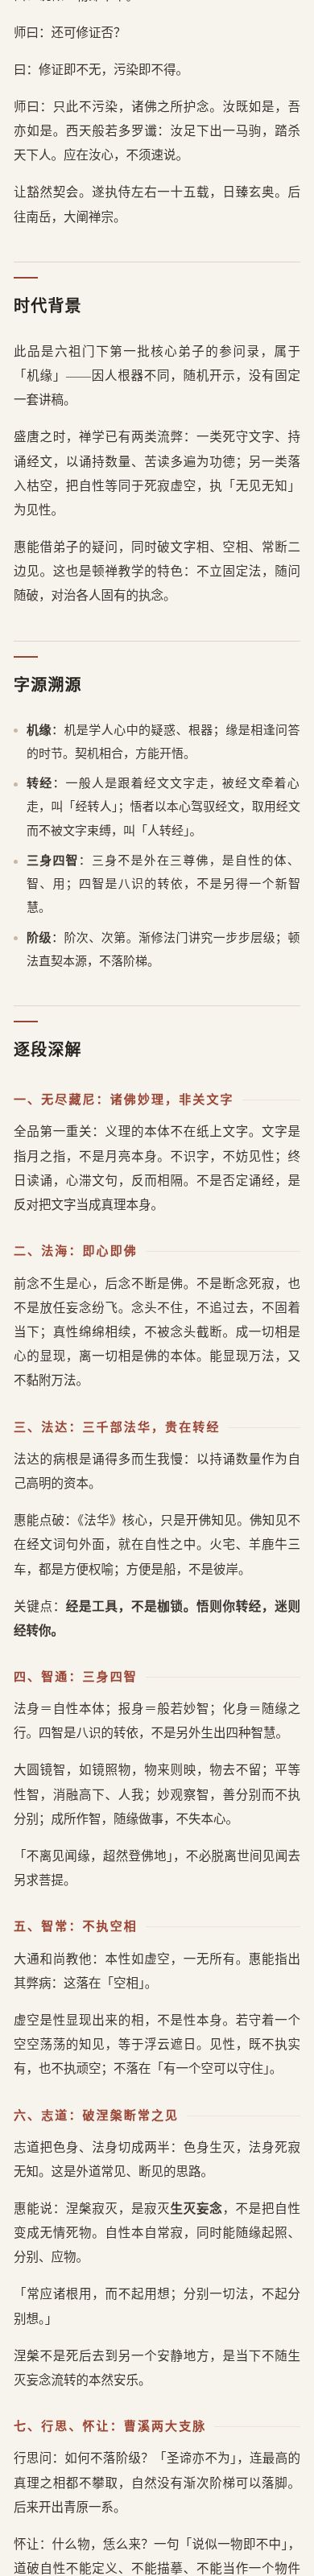 师曰：还可修证否？
曰：修证即不无，污染即不得。
师曰：只此不污染，诸佛之所护念。汝既如是，吾
亦如是。西天般若多罗谶：汝足下出一马驹，踏杀
天下人。应在汝心，不须速说。
让豁然契会。遂执侍左右一十五载，日臻玄奥。后
往南岳，大阐禅宗。
时代背景
此品是六祖门下第一批核心弟子的参问录，属于
「机缘」——因人根器不同，随机开示，没有固定
一套讲稿。
盛唐之时，禅学已有两类流弊：一类死守文字、持
诵经文，以诵持数量、苦读多遍为功德；另一类落
入枯空，把自性等同于死寂虚空，执「无见无知」
为见性。
惠能借弟子的疑问，同时破文字相、空相、常断二
边见。这也是顿禅教学的特色：不立固定法，随问
随破，对治各人固有的执念。
字源溯源
机缘：机是学人心中的疑惑、根器；缘是相逢问答
的时节。契机相合，方能开悟。
转经：一般人是跟着经文文字走，被经文牵着心
走，叫「经转人」；悟者以本心驾驭经文，取用经文
而不被文字束缚，叫「人转经」。
三身四智：三身不是外在三尊佛，是自性的体、
智、用；四智是八识的转依，不是另得一个新智
慧。
阶级：阶次、次第。渐修法门讲究一步步层级；顿
法直契本源，不落阶梯。
逐段深解
一、无尽藏尼：诸佛妙理，非关文字
全品第一重关：义理的本体不在纸上文字。文字是
指月之指，不是月亮本身。不识字，不妨见性；终
日读诵，心滞文句，反而相隔。不是否定诵经，是
反对把文字当成真理本身。
二、法海：即心即佛
前念不生是心，后念不断是佛。不是断念死寂，也
不是放任妄念纷飞。念头不住，不追过去，不固着
当下；真性绵绵相续，不被念头截断。成一切相是
心的显现，离一切相是佛的本体。能显现万法，又
不黏附万法。
三、法达：三千部法华，贵在转经
法达的病根是诵得多而生我慢：以持诵数量作为自
己高明的资本。
惠能点破：《法华》核心，只是开佛知见。佛知见不
在经文词句外面，就在自性之中。火宅、羊鹿牛三
车，都是方便权喻；方便是船，不是彼岸。
关键点：经是工具，不是枷锁。悟则你转经，迷则
经转你。
四、智通：三身四智
法身＝自性本体；报身＝般若妙智；化身＝随缘之
行。四智是八识的转依，不是另外生出四种智慧。
大圆镜智，如镜照物，物来则映，物去不留；平等
性智，消融高下、人我；妙观察智，善分别而不执
分别；成所作智，随缘做事，不失本心。
「不离见闻缘，超然登佛地」，不必脱离世间见闻去
另求菩提。
五、智常：不执空相
大通和尚教他：本性如虚空，一无所有。惠能指出
其弊病：这落在「空相」。
虚空是性显现出来的相，不是性本身。若守着一个
空空荡荡的知见，等于浮云遮日。见性，既不执实
有，也不执顽空；不落在「有一个空可以守住」。
六、志道：破涅槃断常之见
志道把色身、法身切成两半：色身生灭，法身死寂
无知。这是外道常见、断见的思路。
惠能说：涅槃寂灭，是寂灭生灭妄念，不是把自性
变成无情死物。自性本自常寂，同时能随缘起照、
分别、应物。
「常应诸根用，而不起用想；分别一切法，不起分
别想。」
涅槃不是死后去到另一个安静地方，是当下不随生
灭妄念流转的本然安乐。
七、行思、怀让：曹溪两大支脉
行思问：如何不落阶级？「圣谛亦不为」，连最高的
真理之相都不攀取，自然没有渐次阶梯可以落脚。
后来开出青原一系。
怀让：什么物，恁么来？一句「说似一物即不中」，
道破自性不能定义、不能描摹、不能当作一个物件